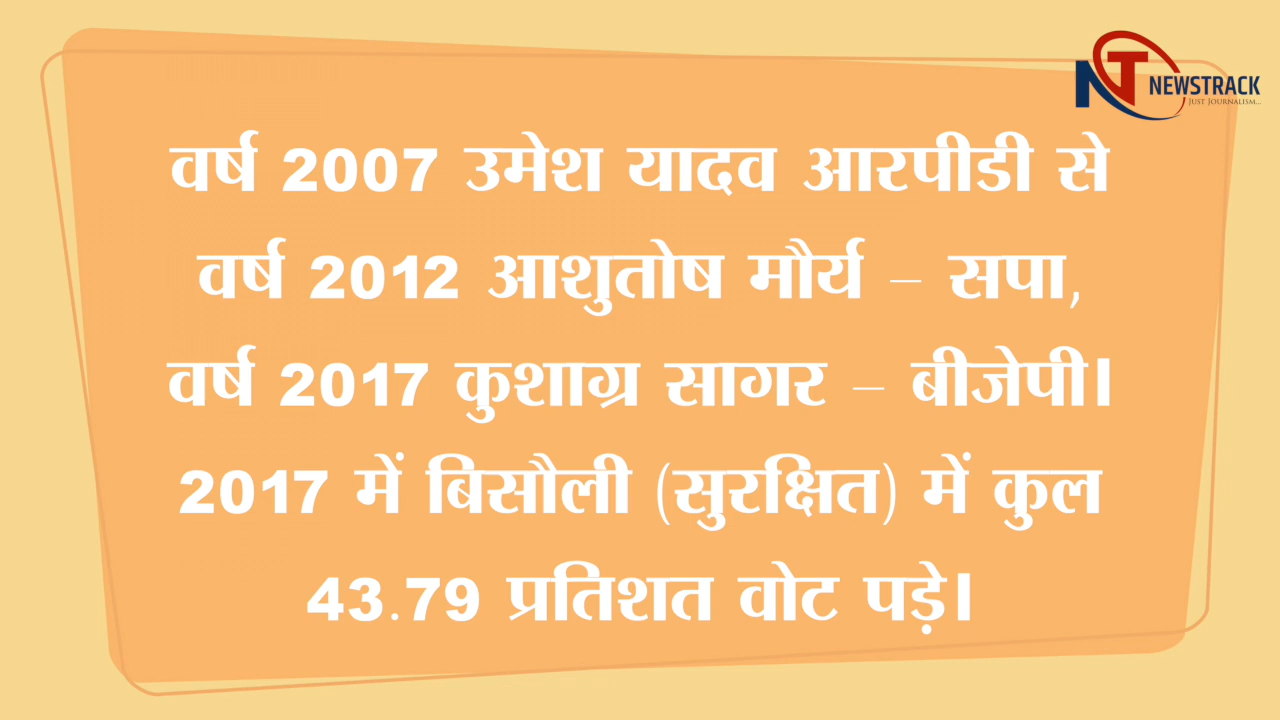 NT NEWSTRACK
JUST JOURNALISM...
वर्ष 2007 उमेश यादव आरपीडी से
वर्ष 2012 आशुतोष मौर्य – सपा,
वर्ष 2017 कुशाग्र सागर – बीजेपी।
2017 में बिसौली (सुरक्षित) में कुल
43.79 प्रतिशत वोट पड़े।